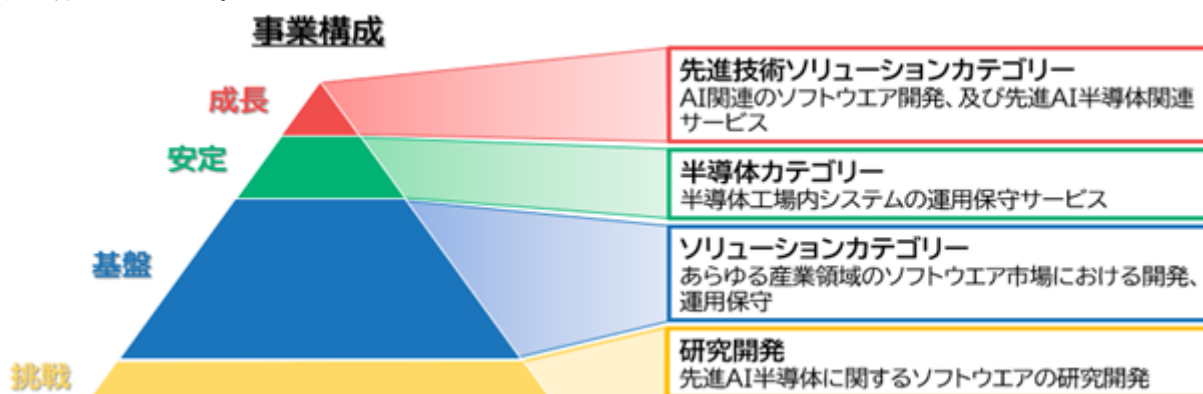 事業構成
成長
先進技術ソリューションカテゴリー
AI関連のソフトウエア開発、及び先進AI半導体関連
サービス
安定
半導体カテゴリー
半導体工場内システムの運用保守サービス
基盤
ソリューションカテゴリー
あらゆる産業領域のソフトウエア市場における開発、
運用保守
挑戦
研究開発
先進AI半導体に関するソフトウエアの研究開発